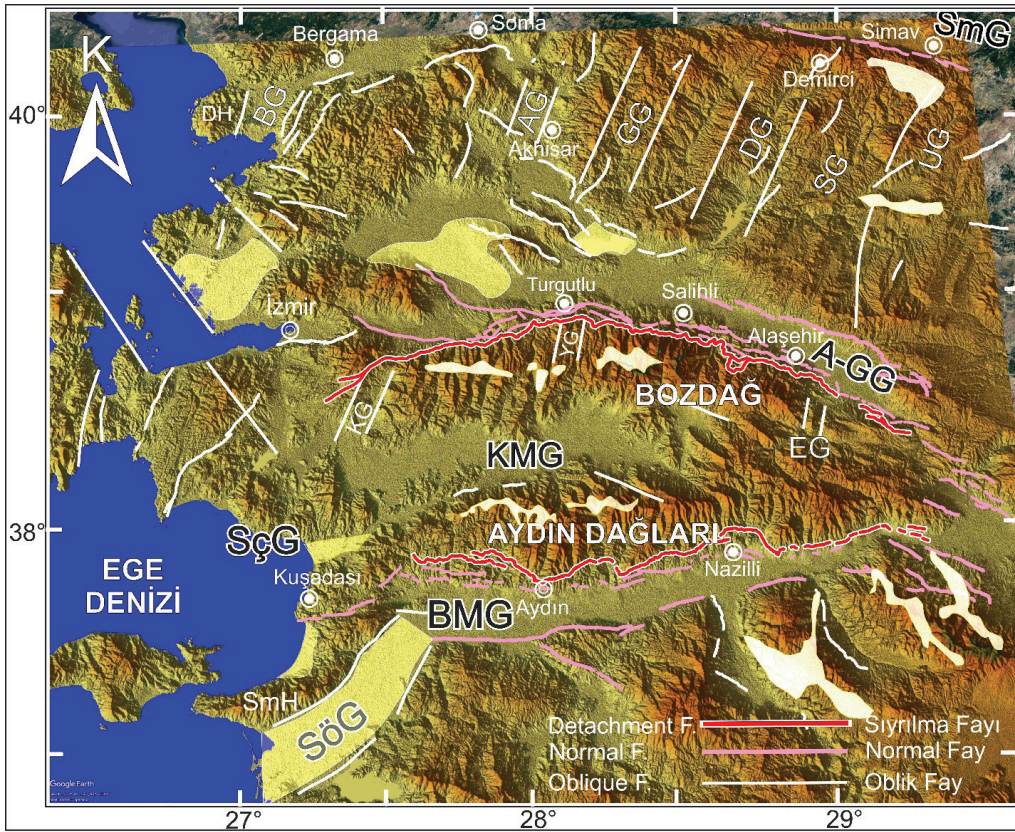 Soma
Bergama
Simav
SmG
K
Demirci
40°
DH
BG
AG
GG
DG
SG
UG
Akhisar
Turgutlu
Salihli
İzmir
Alaşehir
A-GG
YG
BOZDAĞ
KG
EG
KMG
38°
AYDIN DAĞLARI
SçG
EGE
DENİZİ
Kuşadası
Nazilli
Aydın
BMG
SmH
SöG
Detachment F.
Sıyrılma Fayı
Normal F.
Normal Fay
Oblique F.
Oblik Fay
Google Earth
27°
28°
29°